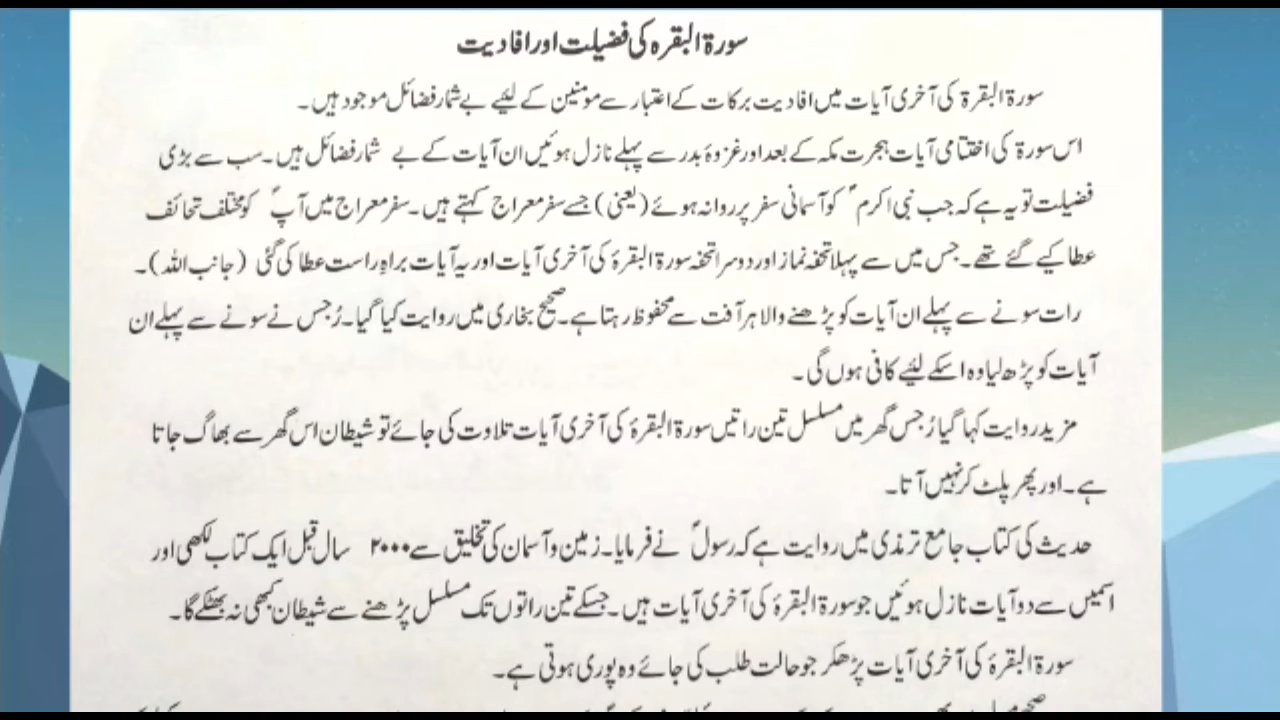 سورۃ البقرہ کی فضیلت اور افادیت
سورۃ البقرۃ کی آخری آیات میں افادیت برکات کے اعتبار سے مومنین کے لیٔے بے شمار فضائل موجود ہیں۔
اس سورۃ کی اختتامی آیات ہجرت مکہ کے بعد اور غزوۂ بدر سے پہلے نازل ہوئیں ان آیات کے بے شمار فضائل ہیں۔ سب سے بڑی
فضیلت تو یہ ہے کہ جب نبی اکرم ؐ کو آسمانی سفر پر روانہ ہوئے (یعنی) جسے سفر معراج کہتے ہیں۔ سفر معراج میں آپؐ کو مختلف تحائف
عطا کیے گئے تھے۔ جس میں سے پہلا تحفہ نماز اور دوسرا تحفہ سورۃ البقرۂ کی آخری آیات اور یہ آیات براہِ راست عطا کی گئی (جانب اللہ)۔
رات سونے سے پہلے ان آیات کو پڑھنے والا ہر آفت سے محفوظ رہتا ہے۔ صحیح بخاری میں روایت کیا گیا۔ رُجس نے سونے سے پہلے ان
آیات کو پڑھ لیا وہ اسکے لیٔے کافی ہوں گی۔
مزید روایت کہا گیا رُجس گھر میں مسلسل تین راتیں سورۃ البقرۂ کی آخری آیات تلاوت کی جائے تو شیطان اس گھر سے بھاگ جاتا
ہے۔ اور پھر پلٹ کر نہیں آتا۔
حدیث کی کتاب جامع ترمذی میں روایت ہے کہ رسولؐ نے فرمایا۔ زمین و آسمان کی تخلیق سے ۲۰۰۰ سال قبل ایک کتاب لکھی اور
اسمیں سے دو آیات نازل ہوئیں جو سورۃ البقرۂ کی آخری آیات ہیں۔ جسکے تین راتوں تک مسلسل پڑھنے سے شیطان کبھی نہ بھٹکے گا۔
سورۃ البقرۂ کی آخری آیات پڑھکر جو حالت طلب کی جائے وہ پوری ہوتی ہے۔